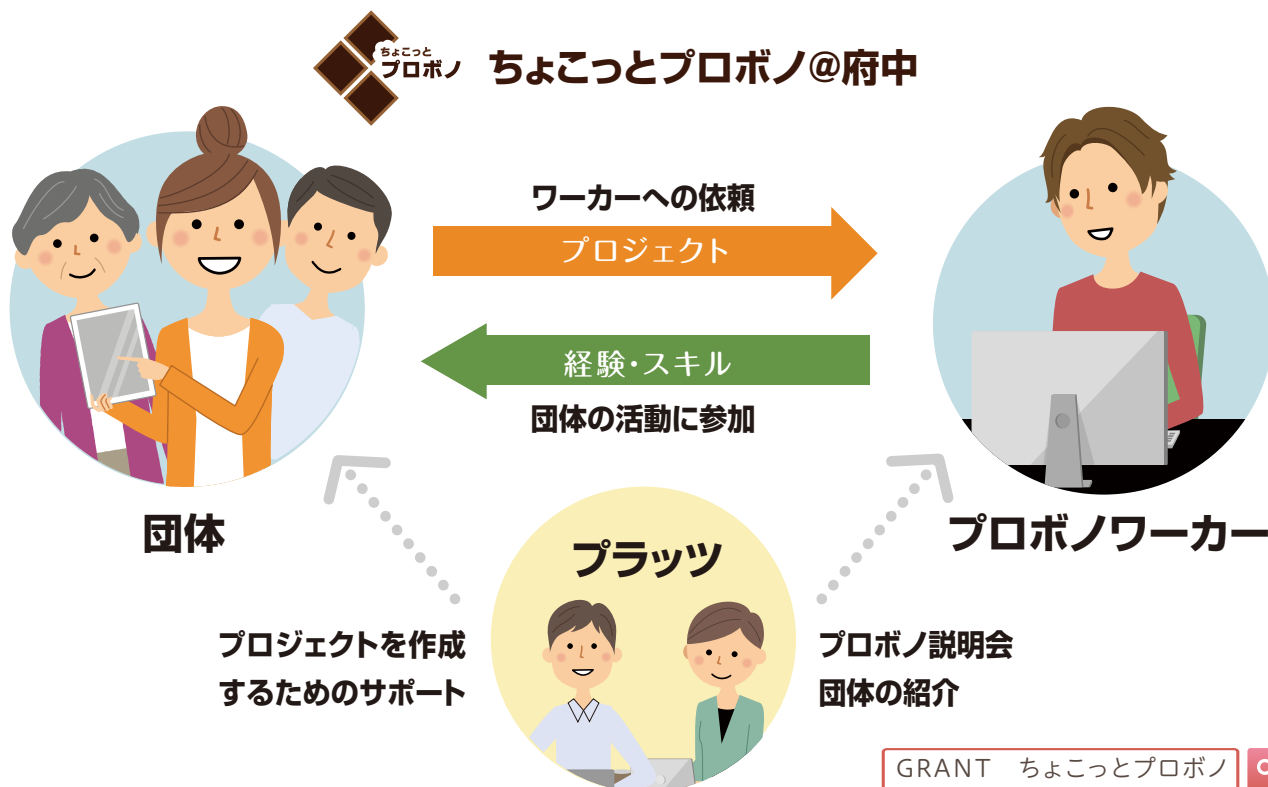 ちょこっと
プロボノ
ちょこっとプロボノ@府中
ワーカーへの依頼
プロジェクト
経験・スキル
団体の活動に参加
団体
プロボノワーカー
プラッツ
プロジェクトを作成
するためのサポート
プロボノ説明会
団体の紹介
GRANT ちょこっとプロボノ